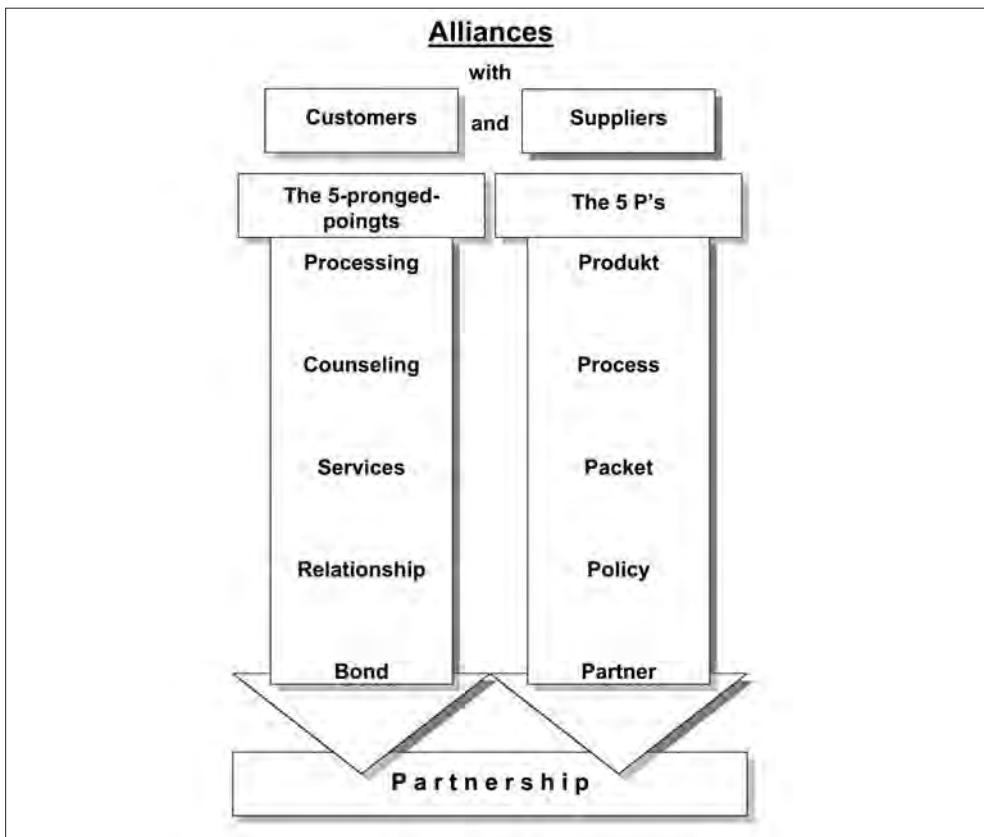 Alliances
with
Customers
and
Suppliers
The 5-pronged-
poingts
The 5 P's
Processing
Produkt
Counseling
Process
Services
Packet
Relationship
Policy
Bond
Partner
Partnership